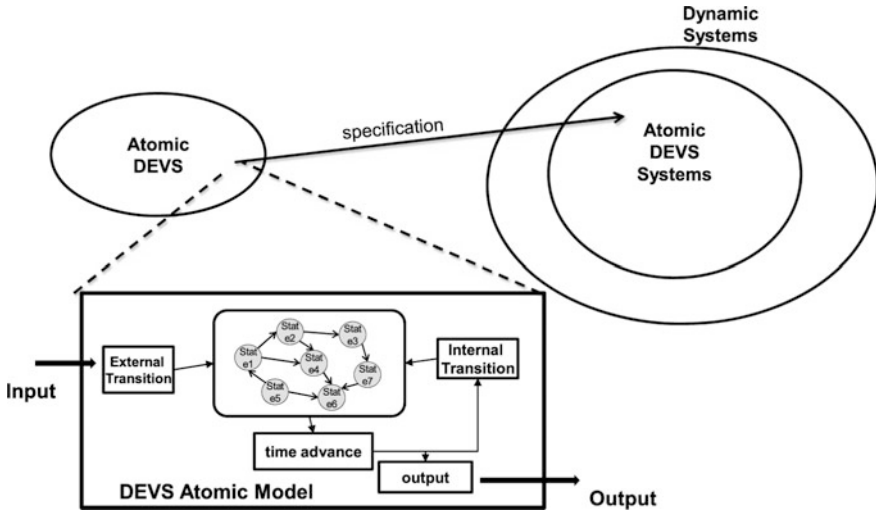 Dynamic
Systems
Atomic
DEVS
specification
Atomic
DEVS
Systems
Input
External
Transition
Stat
e1
Stat
e2
Stat
e3
Stat
e4
Stat
e5
Stat
e6
Stat
e7
Internal
Transition
time advance
output
DEVS Atomic Model
Output